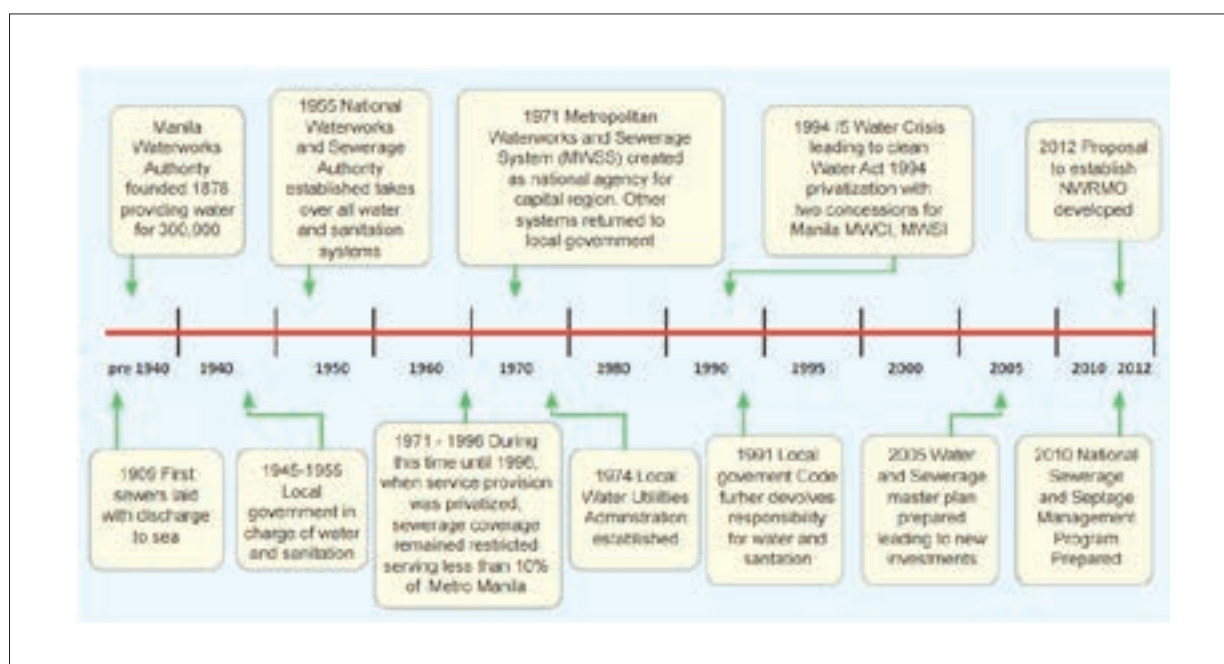 Manila
Waterworks
Authority
founded 1878
providing water
for 300,000
1955 National
Waterworks
and Sewerage
Authority
established takes
over all water
and sanitation
systems
1971 Metropolitan
Waterworks and Sewerage
System (MWSS) created
as national agency for
capital region. Other
systems returned to
local government
1994 /5 Water Crisis
leading to clean
Water Act 1994
privatization with
two concessions for
Manila MWCI, MWSI
2012 Proposal
to establish
NWRMO
developed
pre 1940 1940 1950 1960 1970 1980 1990 1995 2000 2005 2010 2012
1909 First
sewers laid
with discharge
to sea
1945-1955
Local
government in
charge of water
and sanitation
1971 - 1996 During
this time until 1996,
when service provision
was privatized,
sewerage coverage
remained restricted
serving less than 10%
of Metro Manila
1974 Local
Water Utilities
Administration
established
1991 Local
goverment Code
furher devolves
responsibility
for water and
santation
2005 Water
and Sewerage
master plan
prepared
leading to new
investments
2010 National
Sewerage
and Septage
Management
Program
Prepared